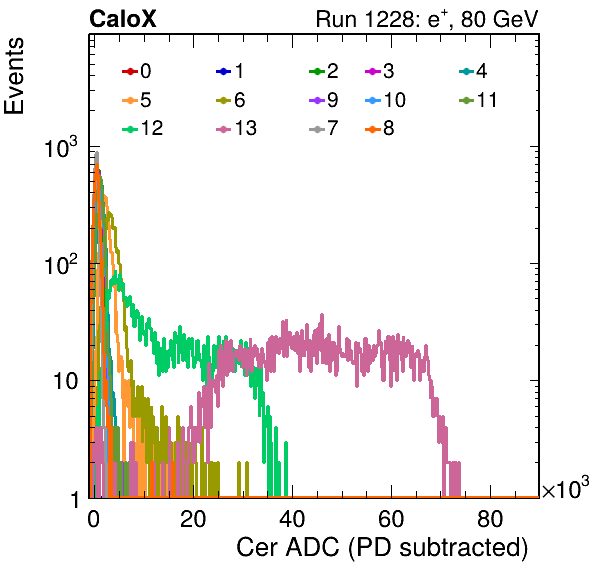 CaloX Run 1228: e+, 80 GeV
Events
0 1 2 3 4
5 6 9 10 11
12 13 7 8
10³
10²
10
1
0 20 40 60 80 ×10³
Cer ADC (PD subtracted)